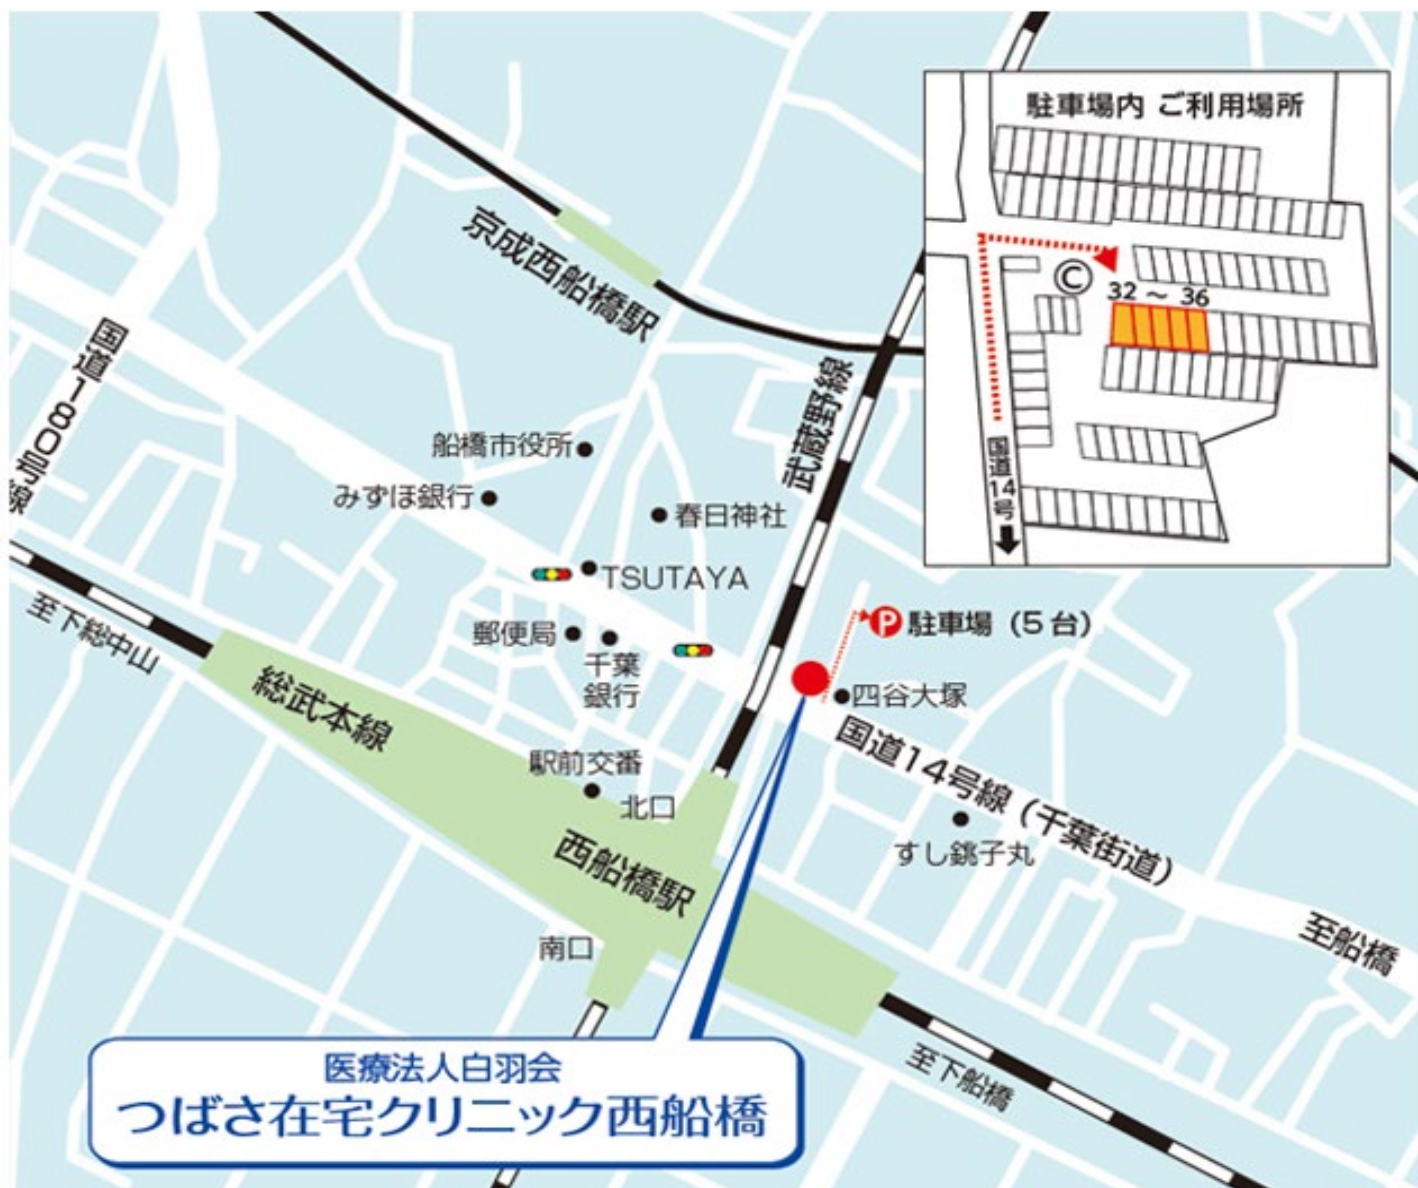 駐車場内 ご利用場所
C
32 ～ 36
国道14号
京成西船橋駅
国道180号線
武蔵野線
船橋市役所
みずほ銀行
春日神社
TSUTAYA
郵便局
千葉
銀行
P 駐車場（5台）
四谷大塚
至下総中山
総武本線
駅前交番
北口
国道14号線（千葉街道）
すし銚子丸
西船橋駅
南口
至船橋
至下船橋
医療法人白羽会
つばさ在宅クリニック西船橋